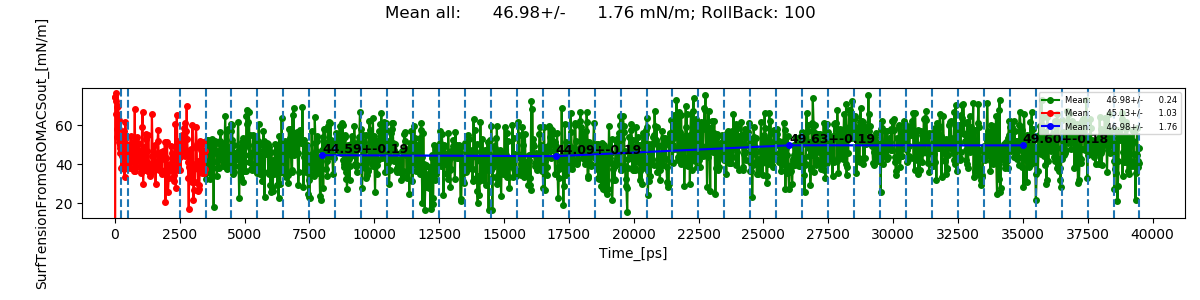 Mean all:      46.98+/-      1.76 mN/m; RollBack: 100
SurfTensionFromGROMACSout_[mN/m]
60
40
20
44.59+-0.19
44.09+-0.19
49.63+-0.19
49.60+-0.18
Mean:      46.98+/-      0.24
Mean:      45.13+/-      1.03
Mean:      46.98+/-      1.76
0 2500 5000 7500 10000 12500 15000 17500 20000 22500 25000 27500 30000 32500 35000 37500 40000
Time_[ps]